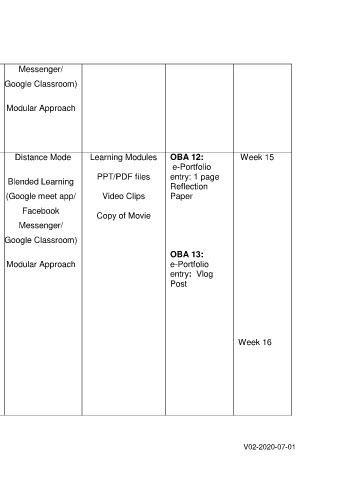 Messenger/
Google Classroom)
Modular Approach
Distance Mode
Blended Learning
(Google meet app/
Facebook
Messenger/
Google Classroom)
Modular Approach
Learning Modules
PPT/PDF files
Video Clips
Copy of Movie
OBA 12:
e-Portfolio
entry: 1 page
Reflection
Paper
OBA 13:
e-Portfolio
entry: Vlog
Post
Week 15
Week 16
V02-2020-07-01